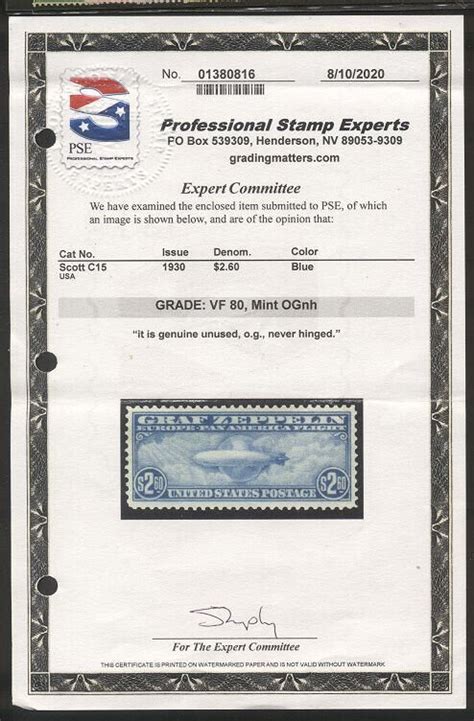 No. 01380816 8/10/2020
PSE
PROFESSIONAL STAMP EXPERTS
Professional Stamp Experts
PO Box 539309, Henderson, NV 89053-9309
gradingmatters.com
Expert Committee
We have examined the enclosed item submitted to PSE, of which
an image is shown below, and are of the opinion that:
Cat No. Issue Denom. Color
Scott C15 1930 $2.60 Blue
USA
GRADE: VF 80, Mint OGnh
“it is genuine unused, o.g., never hinged.”
GRAF ZEPPELIN
EUROPE-PAN AMERICA FLIGHT
$2.60 $2.60
UNITED STATES POSTAGE
For The Expert Committee
THIS CERTIFICATE IS PRINTED ON WATERMARKED PAPER AND IS NOT VALID WITHOUT WATERMARK